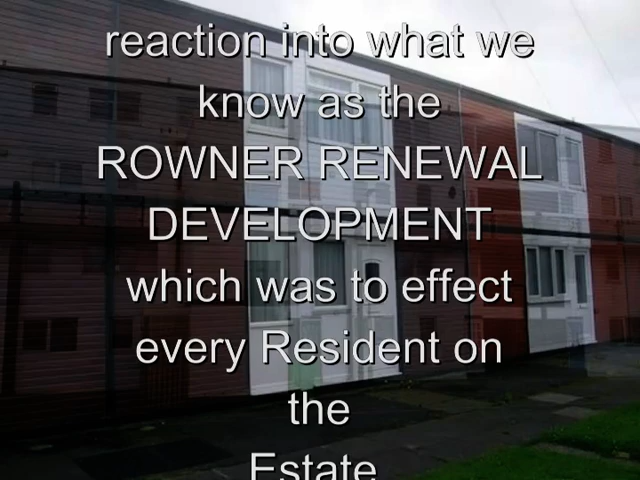 reaction into what we
know as the
ROWNER RENEWAL
DEVELOPMENT
which was to effect
every Resident on
the
Estate